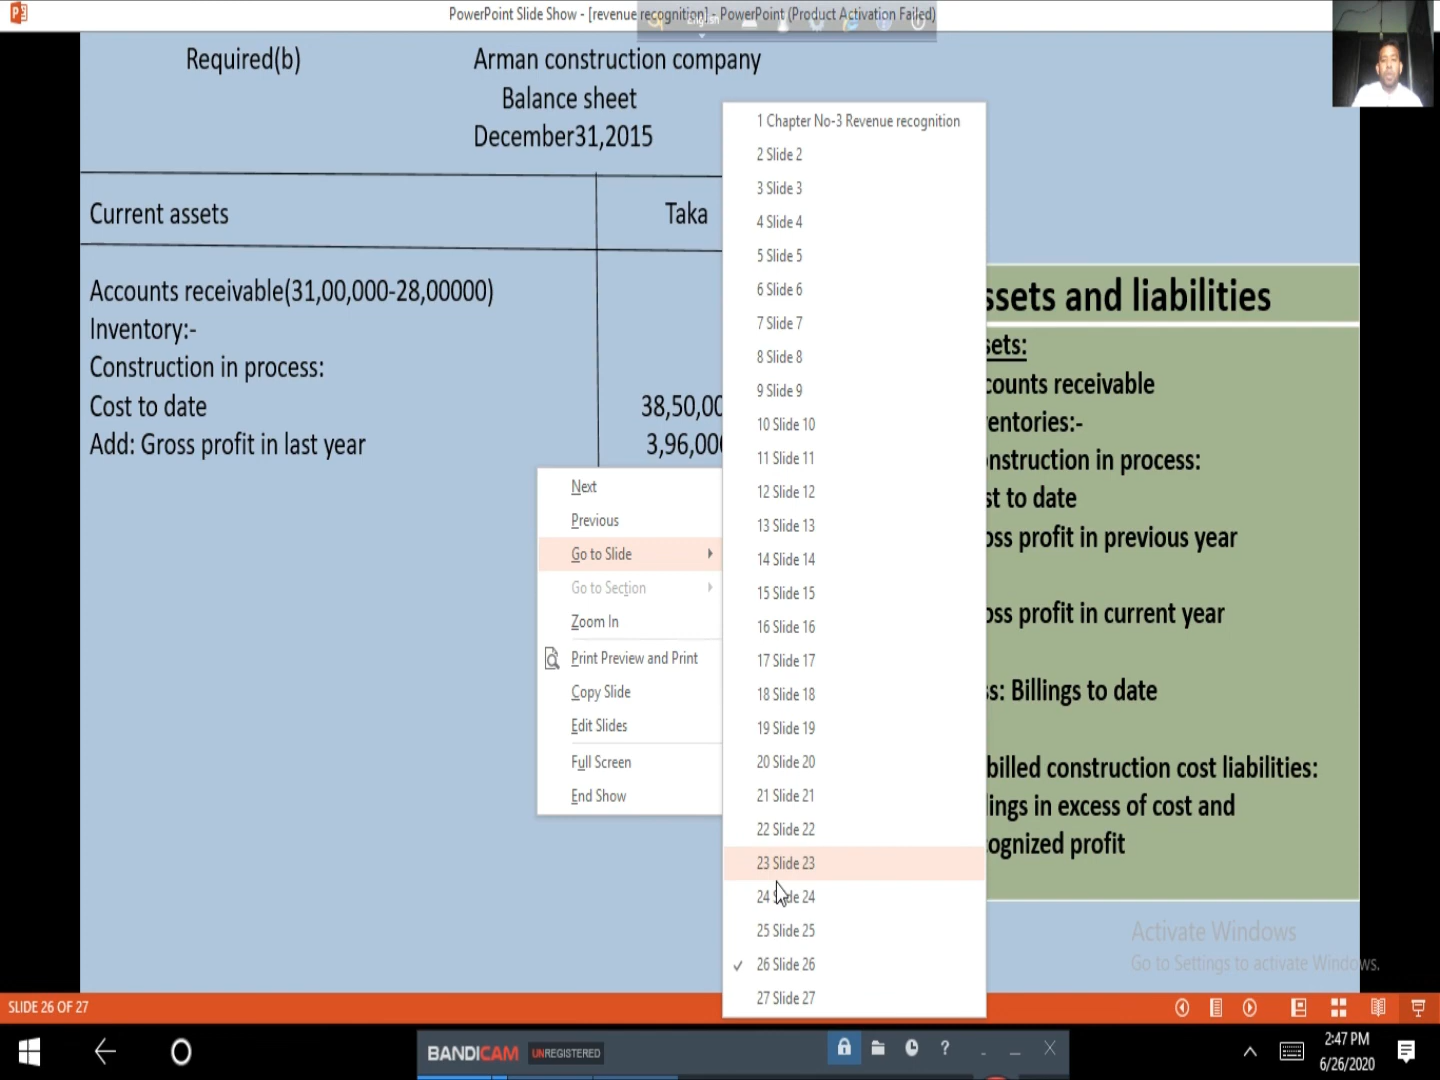 PowerPoint Slide Show - [revenue recognition] - PowerPoint (Product Activation Failed)
Required(b)
Arman construction company
Balance sheet
December31,2015
Current assets
Taka
Accounts receivable(31,00,000-28,00000)
Inventory:-
Construction in process:
Cost to date
38,50,00
Add: Gross profit in last year
3,96,000
Next
Previous
Go to Slide
Go to Section
Zoom In
Print Preview and Print
Copy Slide
Edit Slides
Full Screen
End Show
1 Chapter No-3 Revenue recognition
2 Slide 2
3 Slide 3
4 Slide 4
5 Slide 5
6 Slide 6
7 Slide 7
8 Slide 8
9 Slide 9
10 Slide 10
11 Slide 11
12 Slide 12
13 Slide 13
14 Slide 14
15 Slide 15
16 Slide 16
17 Slide 17
18 Slide 18
19 Slide 19
20 Slide 20
21 Slide 21
22 Slide 22
23 Slide 23
24 Slide 24
25 Slide 25
26 Slide 26
27 Slide 27
ssets and liabilities
sets:
counts receivable
entories:-
nstruction in process:
st to date
oss profit in previous year
oss profit in current year
s: Billings to date
billed construction cost liabilities:
lings in excess of cost and
ognized profit
Activate Windows
Go to Settings to activate Windows.
SLIDE 26 OF 27
BANDICAM UNREGISTERED
2:47 PM
6/26/2020